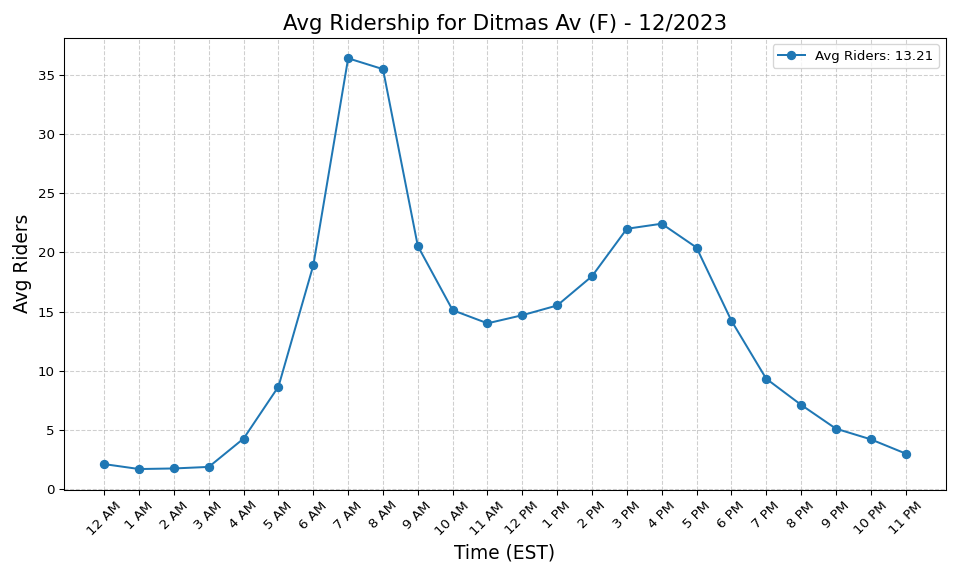 Avg Ridership for Ditmas Av (F) - 12/2023
Avg Riders: 13.21
Avg Riders
35
30
25
20
15
10
5
0
12 AM
1 AM
2 AM
3 AM
4 AM
5 AM
6 AM
7 AM
8 AM
9 AM
10 AM
11 AM
12 PM
1 PM
2 PM
3 PM
4 PM
5 PM
6 PM
7 PM
8 PM
9 PM
10 PM
11 PM
Time (EST)